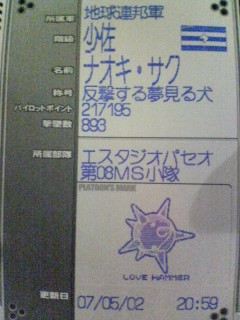 所属軍 地球連邦軍
階級 少佐
名前 ナオキ・サク
称号 反撃する夢見る犬
パイロットポイント 217195
撃墜数 893
所属部隊 エスタジオパセオ
第08MS小隊
PLATOON'S MARK
LOVE HAMMER
更新日 07/05/02 20:59